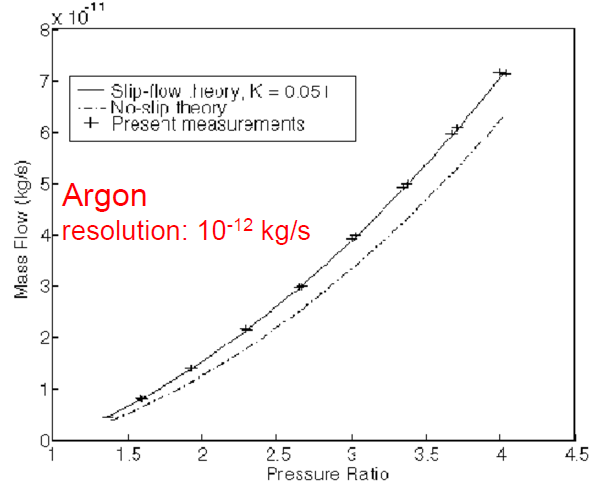 x 10⁻¹¹
8
7
6
5
4
3
2
1
0
Mass Flow (kg/s)
Slip-flow theory, K = 0.051
No-slip theory
Present measurements
Argon
resolution: 10⁻¹² kg/s
1 1.5 2 2.5 3 3.5 4 4.5
Pressure Ratio